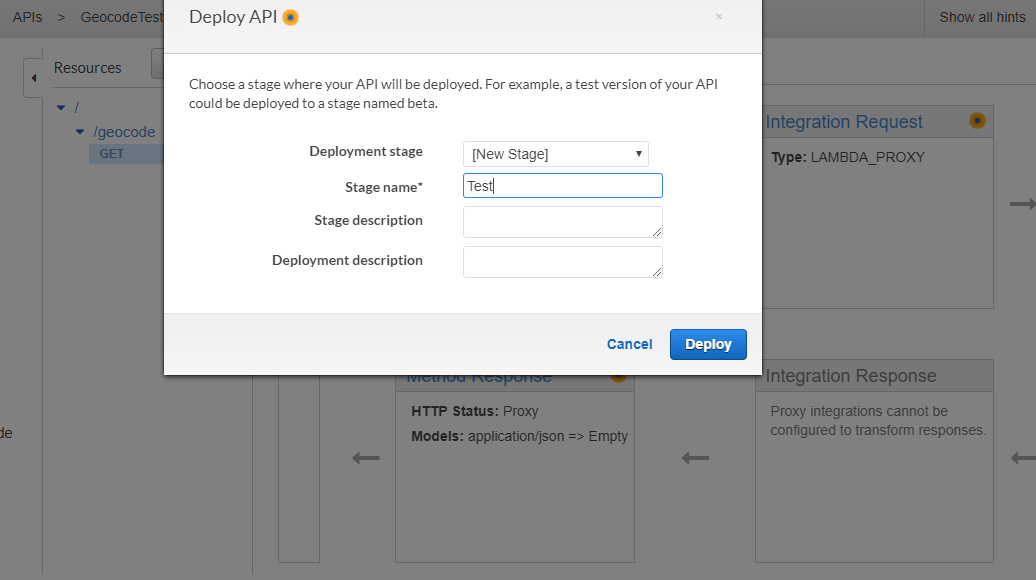 APIs > GeocodeTest
Show all hints
Deploy API
×
Resources
/
/geocode
GET
Choose a stage where your API will be deployed. For example, a test version of your API
could be deployed to a stage named beta.
Deployment stage [New Stage]
Stage name* Test
Stage description
Deployment description
Cancel Deploy
Integration Request
Type: LAMBDA_PROXY
Method Response
HTTP Status: Proxy
Models: application/json => Empty
Integration Response
Proxy integrations cannot be
configured to transform responses.
de